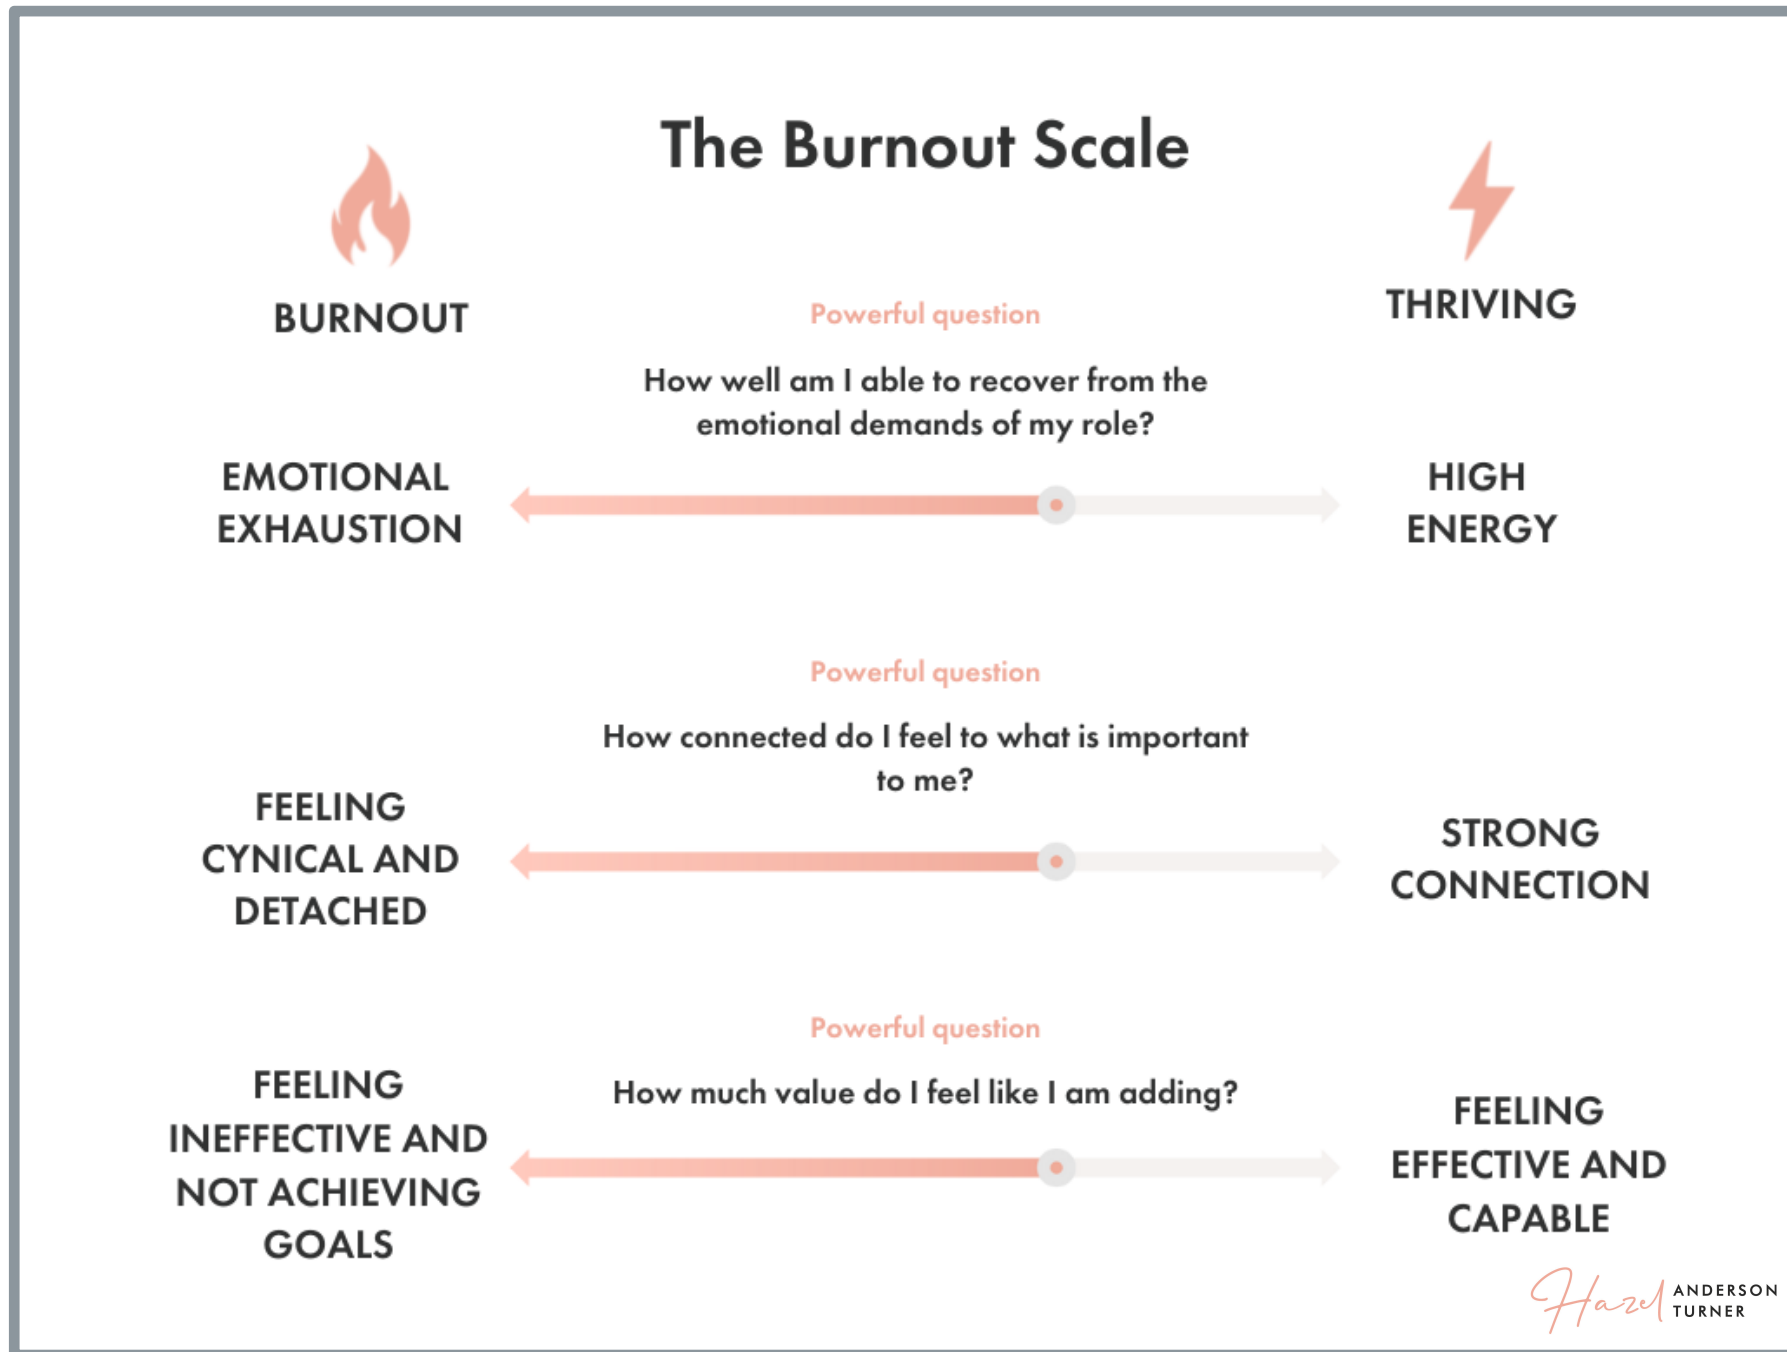 The Burnout Scale
BURNOUT
THRIVING
Powerful question
How well am I able to recover from the
emotional demands of my role?
EMOTIONAL
EXHAUSTION
HIGH
ENERGY
Powerful question
How connected do I feel to what is important
to me?
FEELING
CYNICAL AND
DETACHED
STRONG
CONNECTION
Powerful question
How much value do I feel like I am adding?
FEELING
INEFFECTIVE AND
NOT ACHIEVING
GOALS
FEELING
EFFECTIVE AND
CAPABLE
Hazel
ANDERSON
TURNER